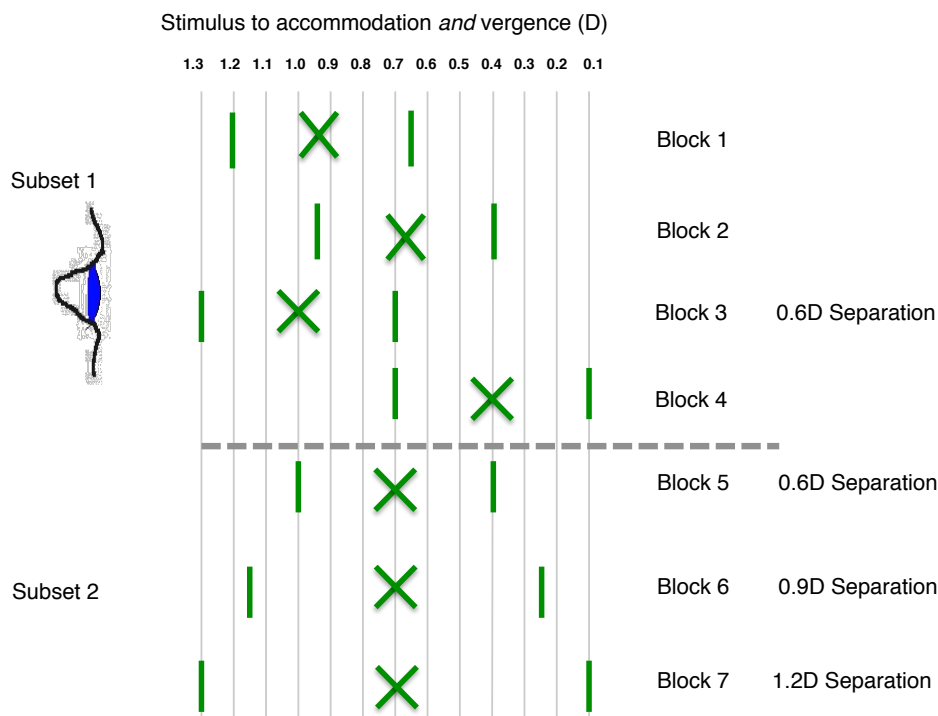 Stimulus to accommodation and vergence (D)
1.3 1.2 1.1 1.0 0.9 0.8 0.7 0.6 0.5 0.4 0.3 0.2 0.1
Block 1
Subset 1
Block 2
Block 3 0.6D Separation
Block 4
Block 5 0.6D Separation
Subset 2
Block 6 0.9D Separation
Block 7 1.2D Separation